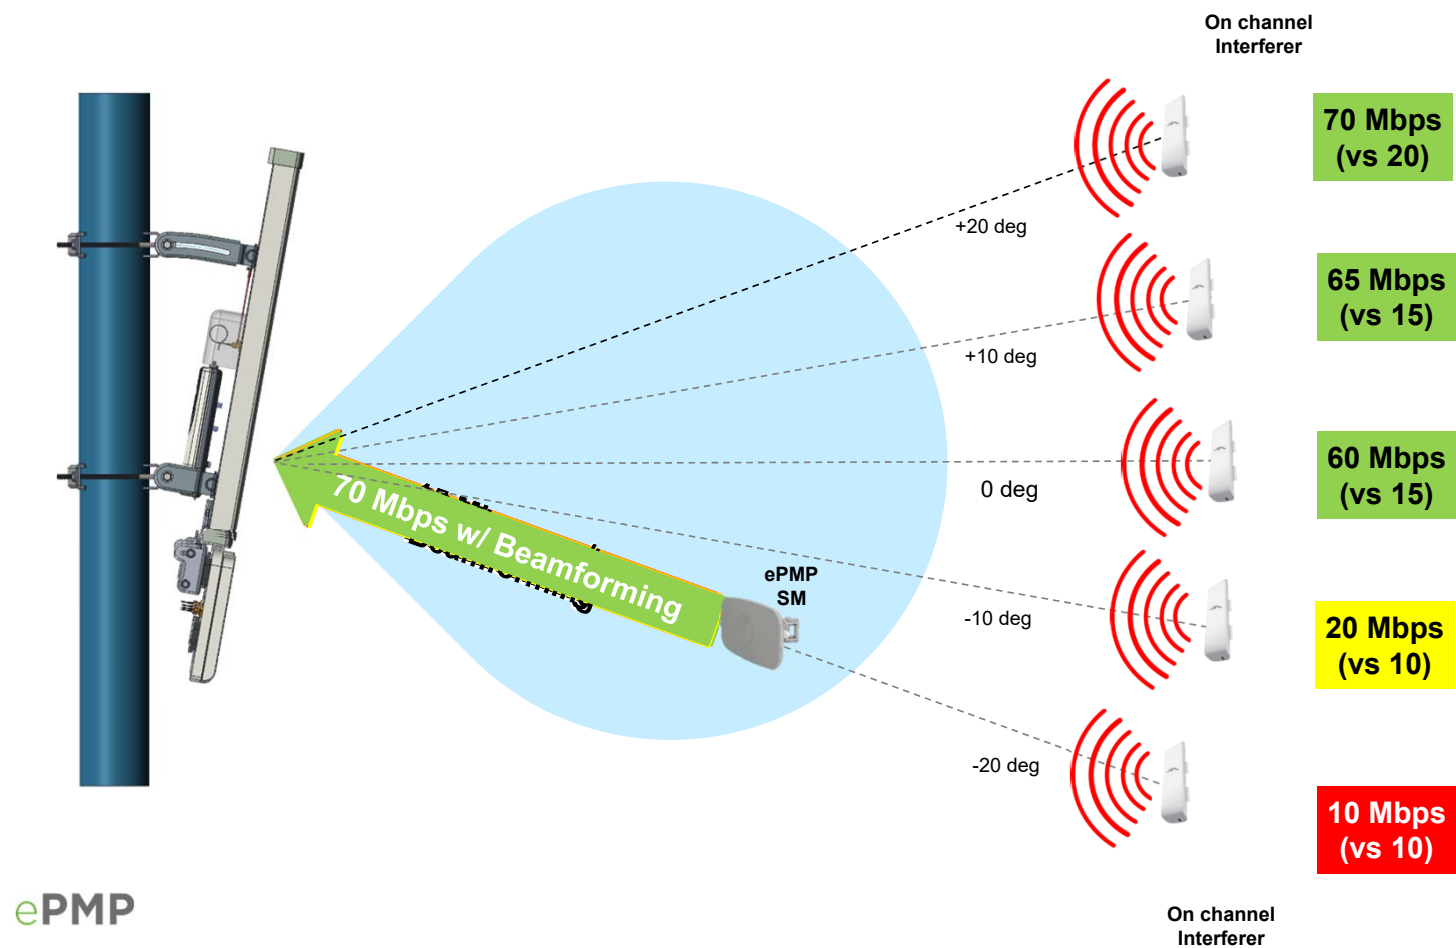 On channel
Interferer
70 Mbps
(vs 20)
+20 deg
65 Mbps
(vs 15)
+10 deg
60 Mbps
(vs 15)
0 deg
70 Mbps w/ Beamforming
ePMP
SM
20 Mbps
(vs 10)
-10 deg
-20 deg
10 Mbps
(vs 10)
ePMP
On channel
Interferer